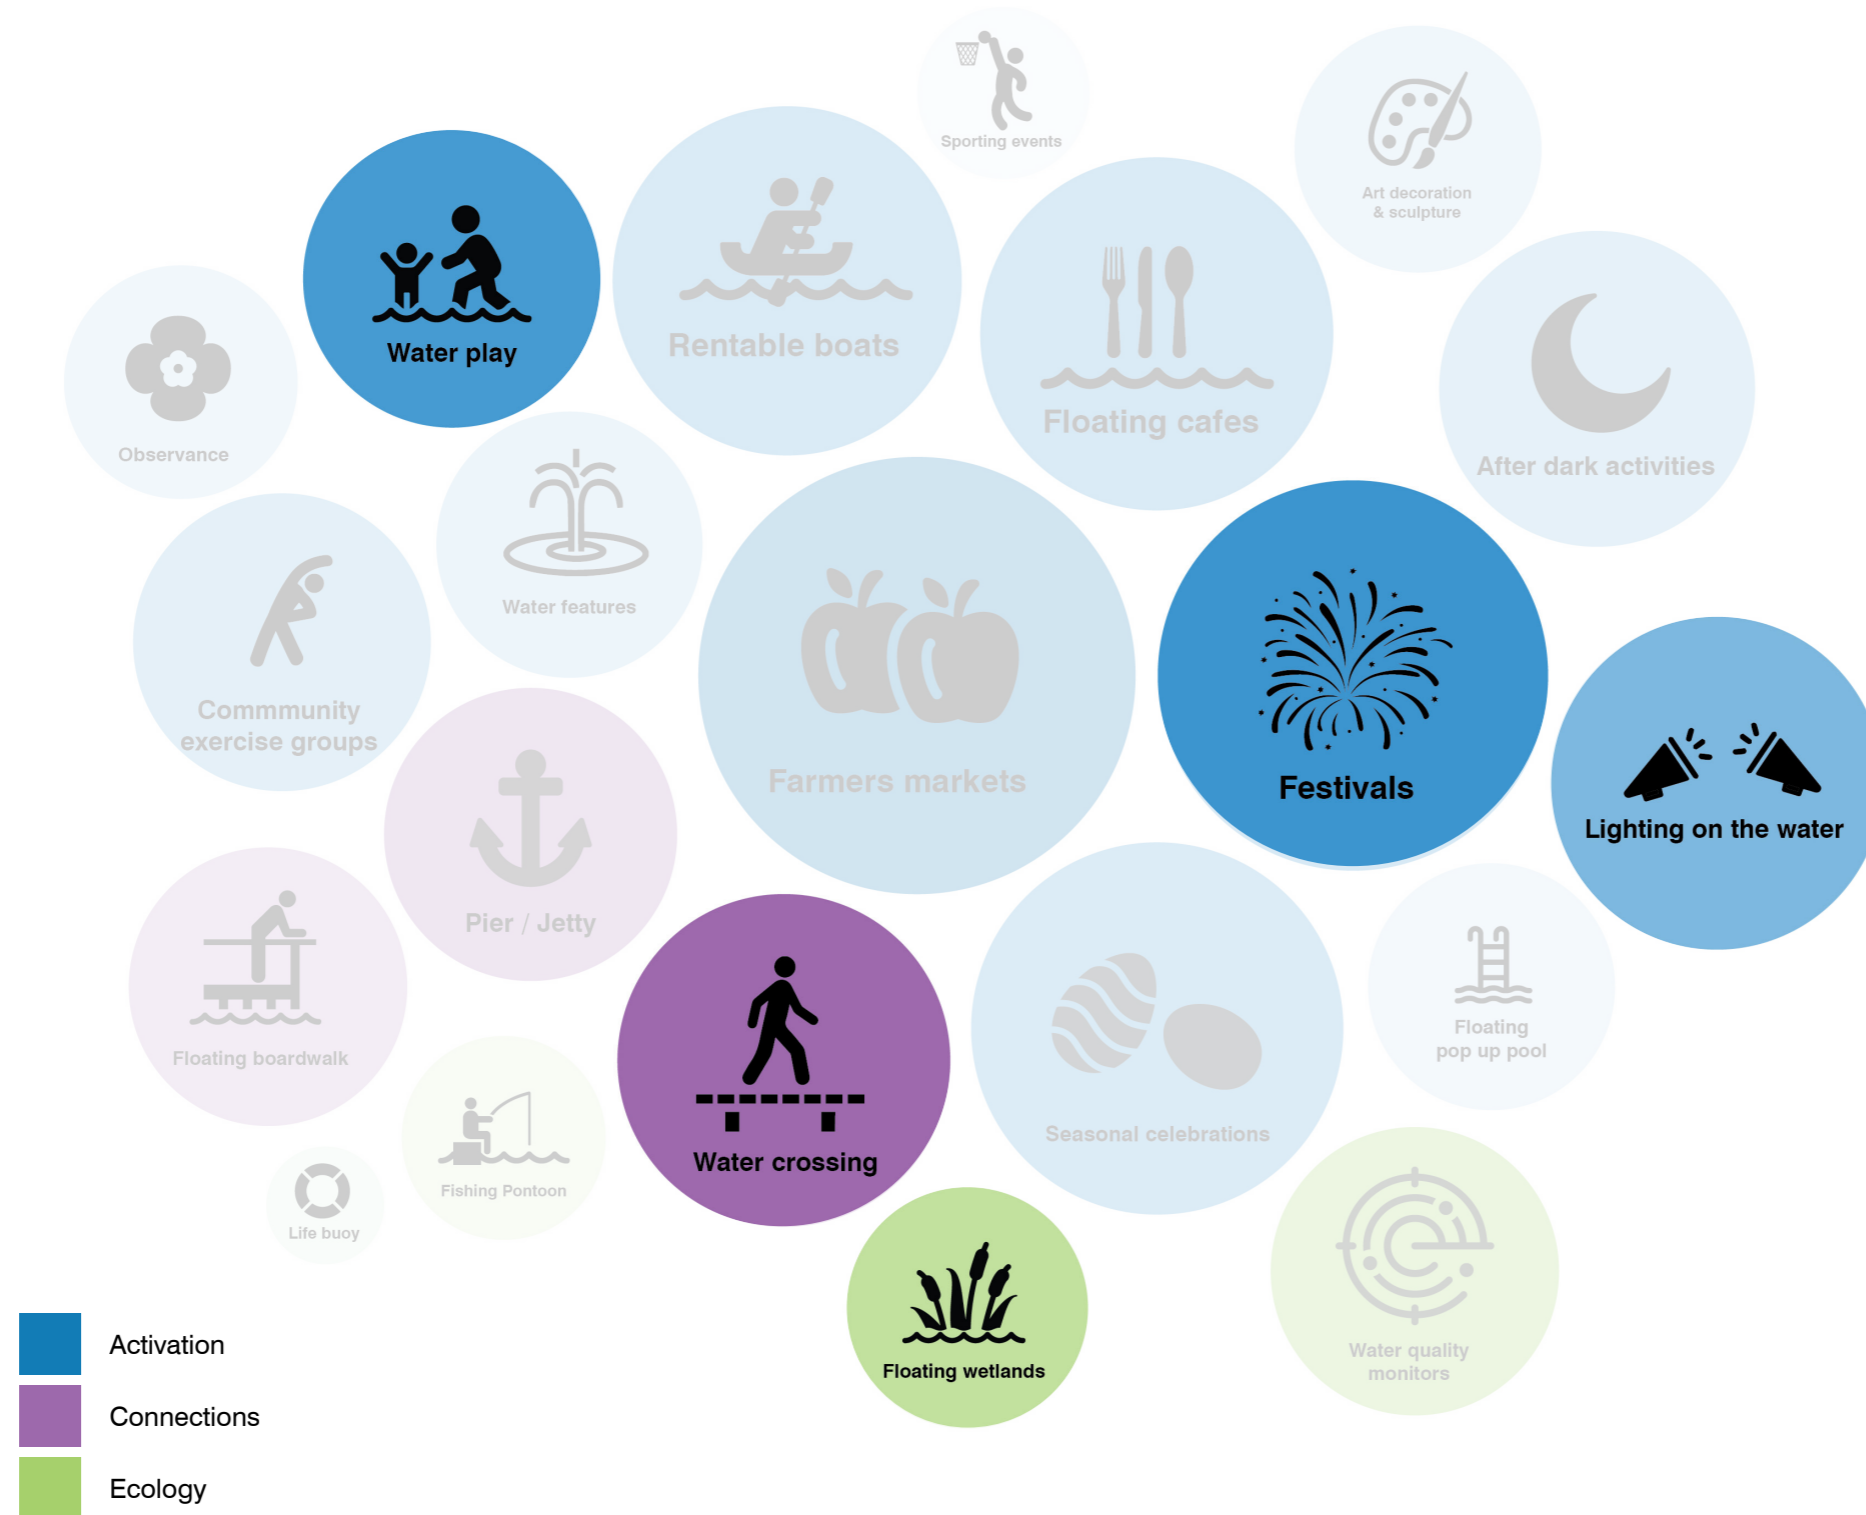 Sporting events
Art decoration
& sculpture
Water play
Rentable boats
Floating cafes
Observance
After dark activities
Water features
Commmunity
exercise groups
Farmers markets
Festivals
Lighting on the water
Pier / Jetty
Floating boardwalk
Floating
pop up pool
Water crossing
Seasonal celebrations
Fishing Pontoon
Life buoy
Floating wetlands
Water quality
monitors
Activation
Connections
Ecology